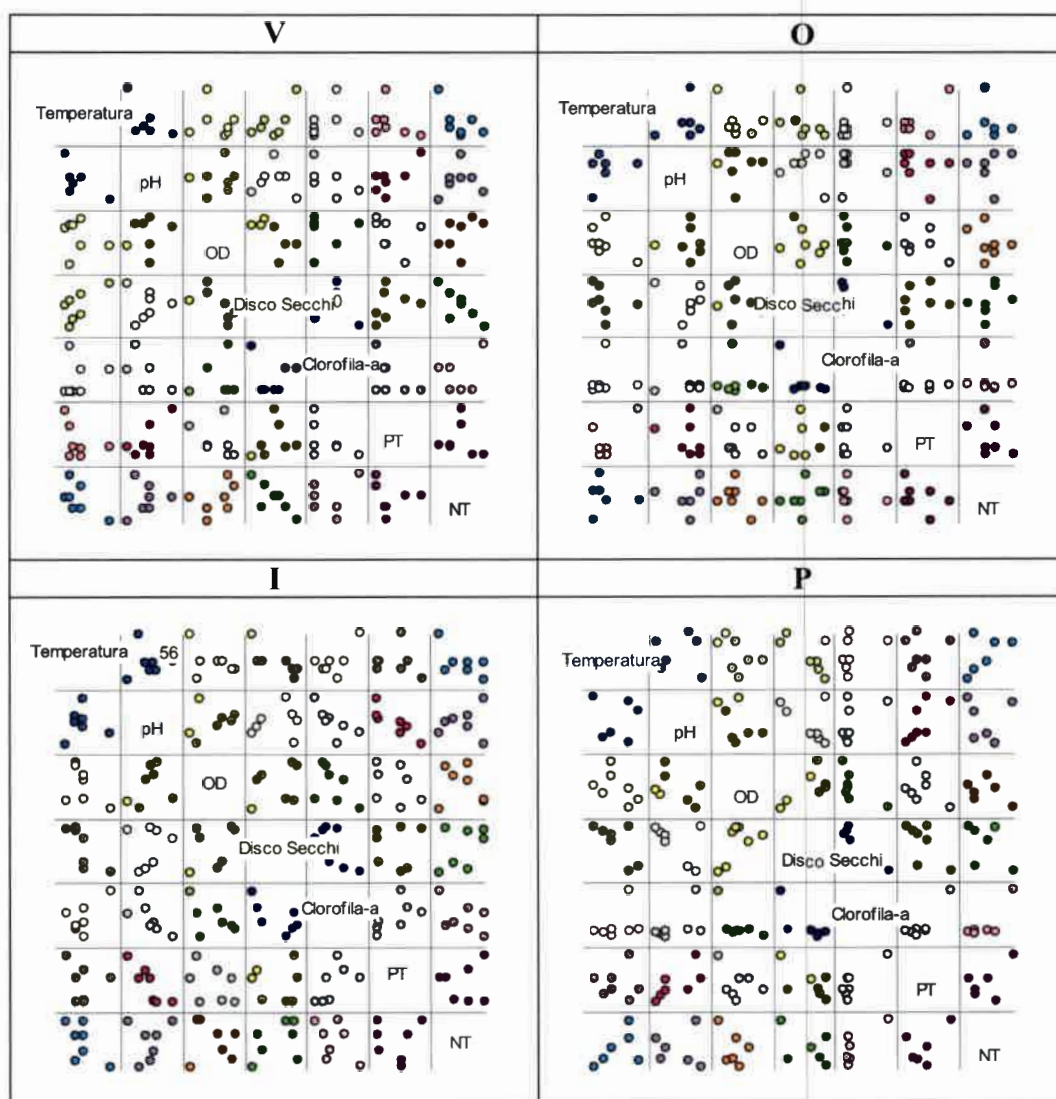 V
O
Temperatura
pH
OD
Disco Secchi
0
Clorofila-a
PT
NT
Temperatura
pH
OD
Disco Secchi
Clorofila-a
PT
NT
I
P
Temperatura
56
pH
OD
Disco Secchi
Clorofila-a
PT
NT
Temperatura
pH
OD
Disco Secchi
Clorofila-a
PT
NT